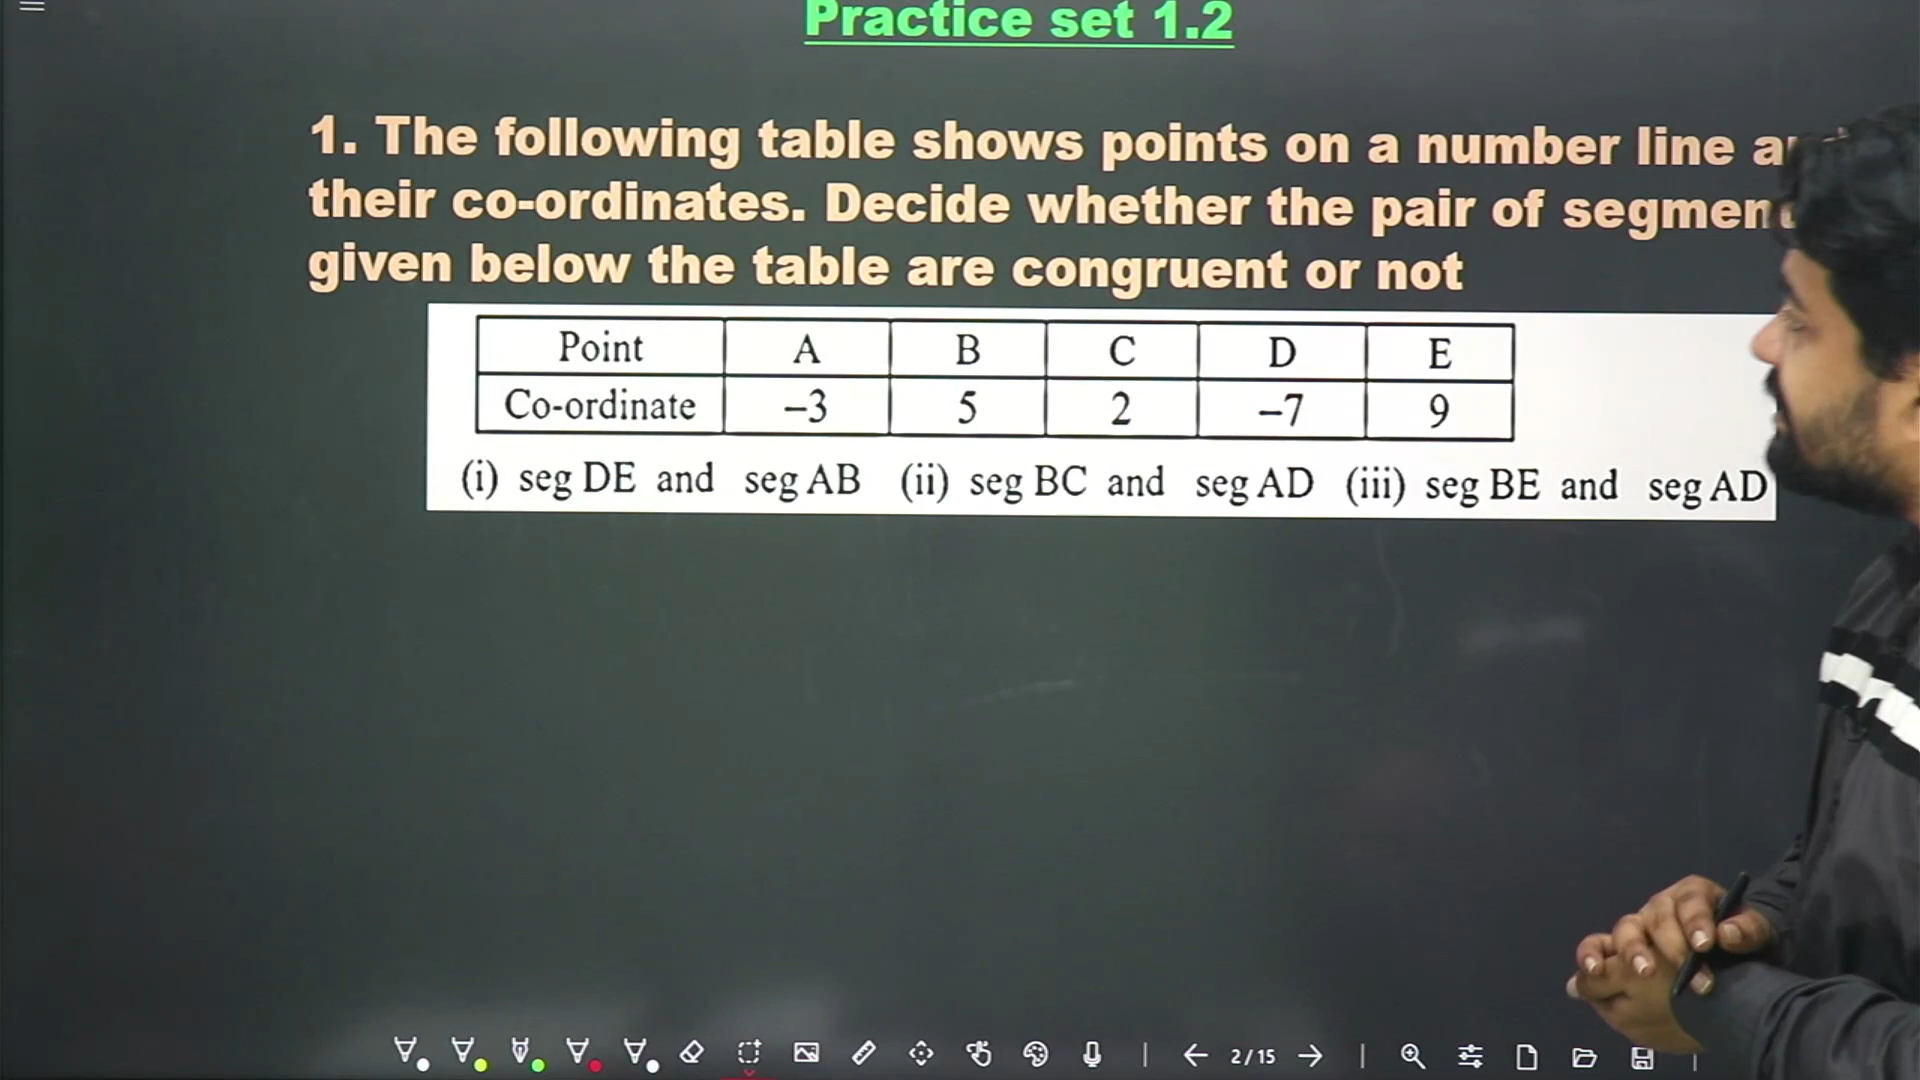 Practice set 1.2
1. The following table shows points on a number line
their co-ordinates. Decide whether the pair of
given below the table are congruent or not
Point A B C D E
Co-ordinate –3 5 2 –7 9
(i) seg DE and seg AB (ii) seg BC and seg AD (iii) seg BE and seg AD
2/15